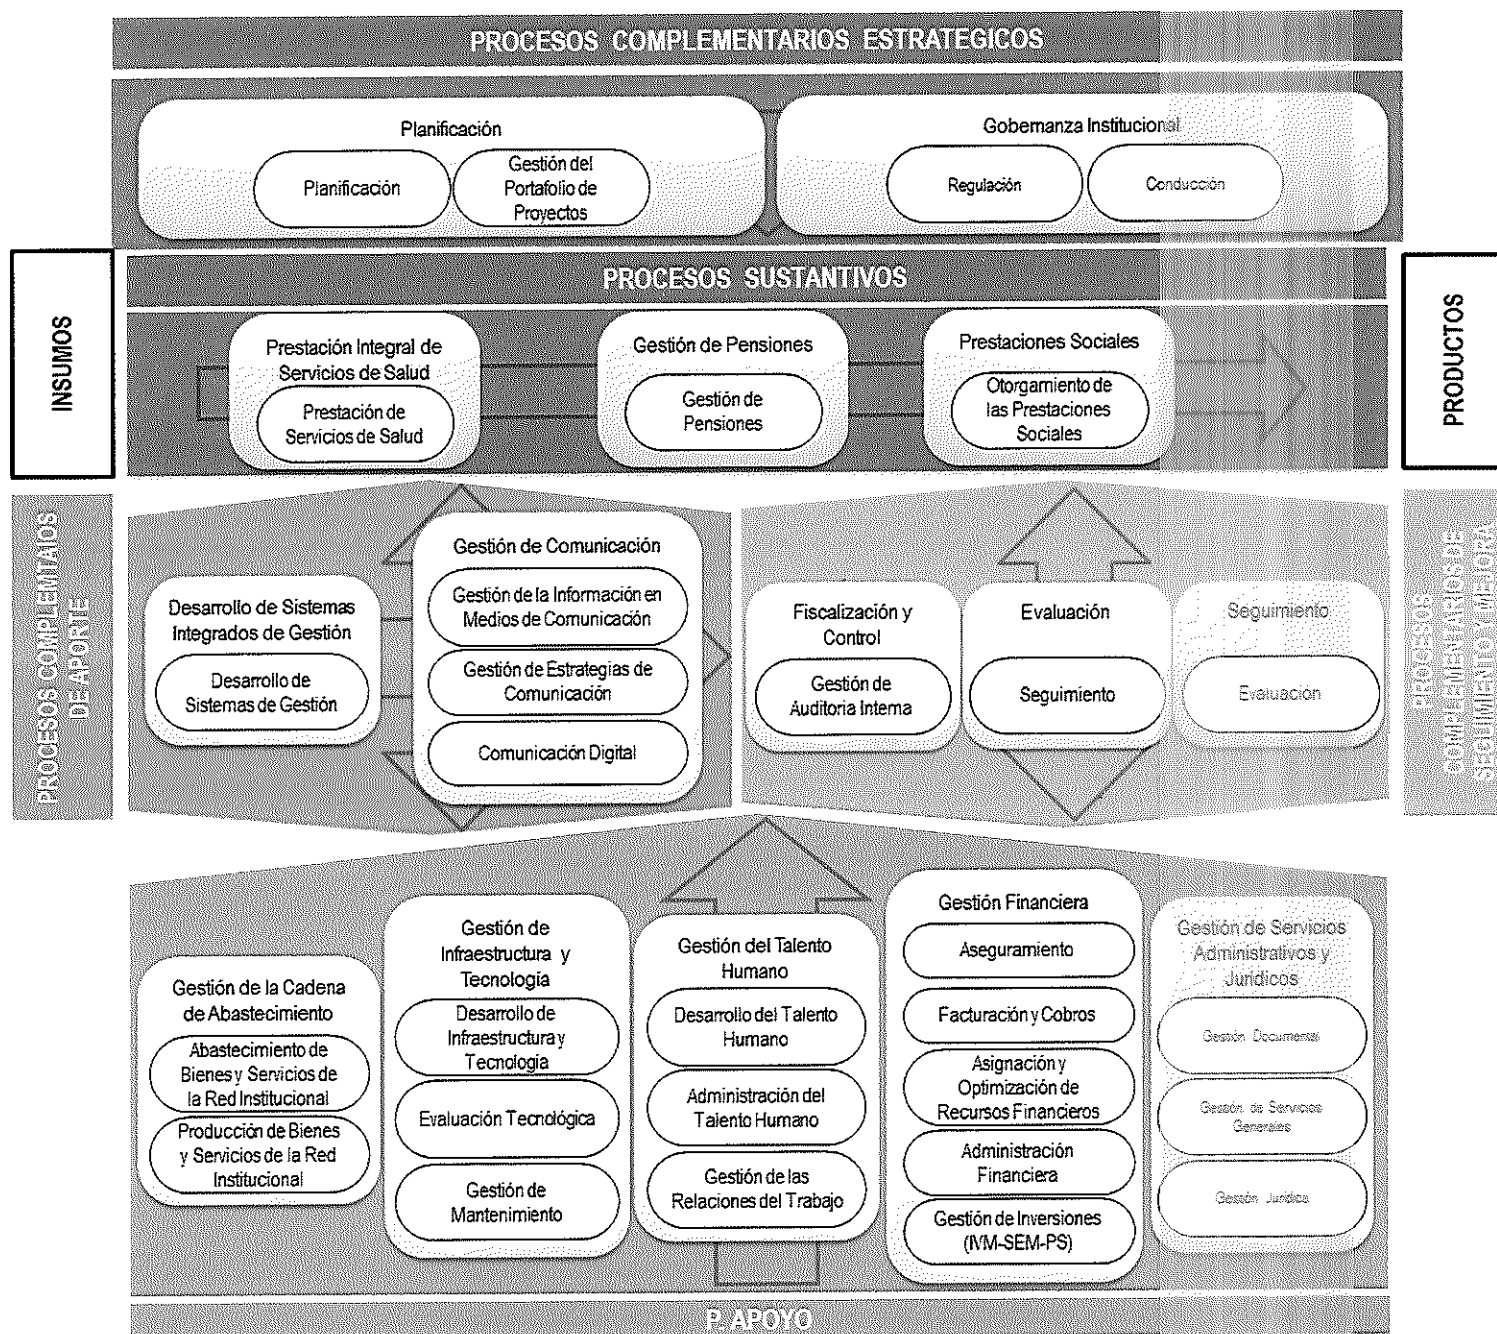 PROCESOS COMPLEMENTARIOS ESTRATEGICOS
Planificación
Planificación
Gestión del
Portafolio de
Proyectos
Gobernanza Institucional
Regulación
Conducción
INSUMOS
PROCESOS SUSTANTIVOS
Prestación Integral de
Servicios de Salud
Prestación de
Servicios de Salud
Gestión de Pensiones
Gestión de
Pensiones
Prestaciones Sociales
Otorgamiento de
las Prestaciones
Sociales
PRODUCTOS
PROCESOS COMPLEMTAIOS
DE APORTE
Desarrollo de Sistemas
Integrados de Gestión
Desarrollo de
Sistemas de Gestión
Gestión de Comunicación
Gestión de la Información en
Medios de Comunicación
Gestión de Estrategias de
Comunicación
Comunicación Digital
Fiscalización y
Control
Gestión de
Auditoria Interna
Evaluación
Seguimiento
Seguimiento
Evaluación
PROCESOS
COMPLEMENTARIOS DE
SEGUIMENTO Y MEJORA
Gestión de la Cadena
de Abastecimiento
Abastecimiento de
Bienes y Servicios de
la Red Institucional
Producción de Bienes
y Servicios de la Red
Institucional
Gestión de
Infraestructura y
Tecnología
Desarrollo de
Infraestructura y
Tecnología
Evaluación Tecnológica
Gestión de
Mantenimiento
Gestión del Talento
Humano
Desarrollo del Talento
Humano
Administración del
Talento Humano
Gestión de las
Relaciones del Trabajo
Gestión Financiera
Aseguramiento
Facturación y Cobros
Asignación y
Optimización de
Recursos Financieros
Administración
Financiera
Gestión de Inversiones
(IVM-SEM-PS)
Gestión de Servicios
Administrativos y
Jurídicos
Gestión Documental
Gestión de Servicios
Generales
Gestión Jurídica
P. APOYO